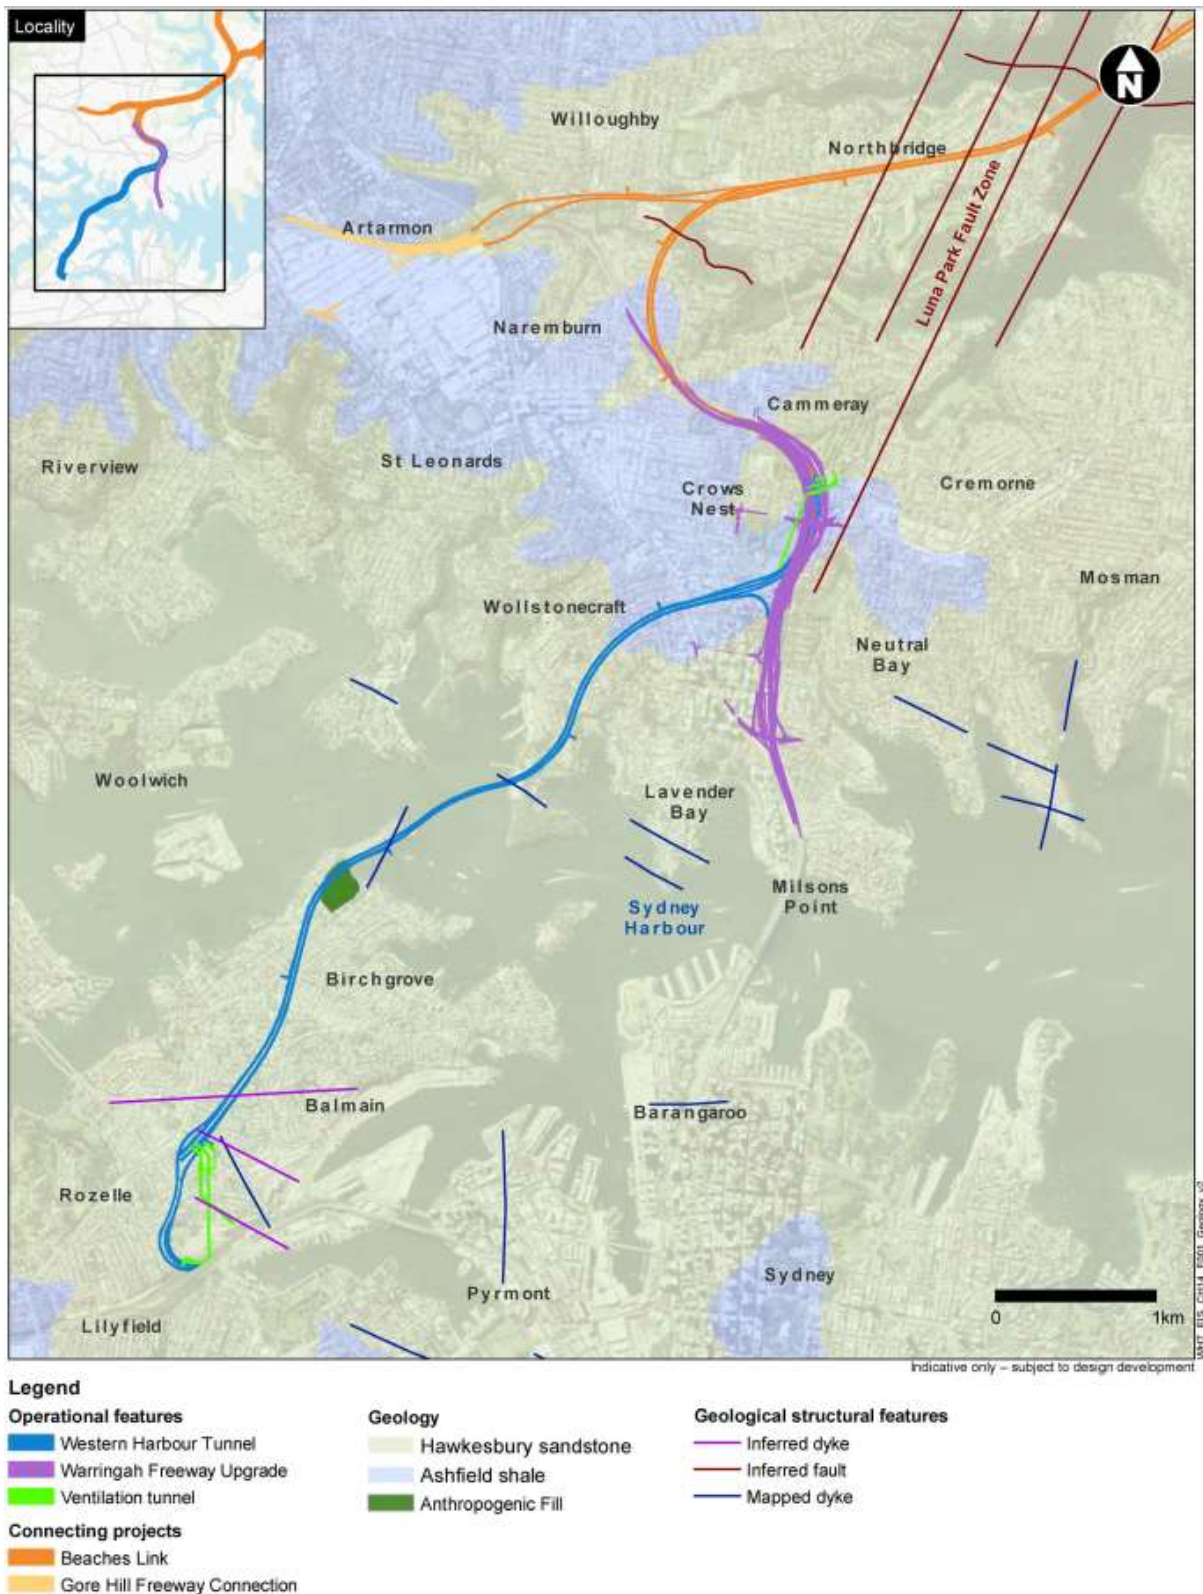 Locality
N
Willoughby
Northbridge
Luna Park Fault Zone
Artarmon
Naremburn
Cammeray
Riverview
St Leonards
Crows
Nest
Cremorne
Mosman
Wollstonecraft
Neutral
Bay
Woolwich
Lavender
Bay
Milsons
Point
Sydney
Harbour
Birchgrove
Balmain
Barangaroo
Rozelle
Sydney
Pyrmont
Lilyfield
0 1km
Indicative only – subject to design development
Legend
Operational features
Western Harbour Tunnel
Warringah Freeway Upgrade
Ventilation tunnel
Connecting projects
Beaches Link
Gore Hill Freeway Connection
Geology
Hawkesbury sandstone
Ashfield shale
Anthropogenic Fill
Geological structural features
Inferred dyke
Inferred fault
Mapped dyke